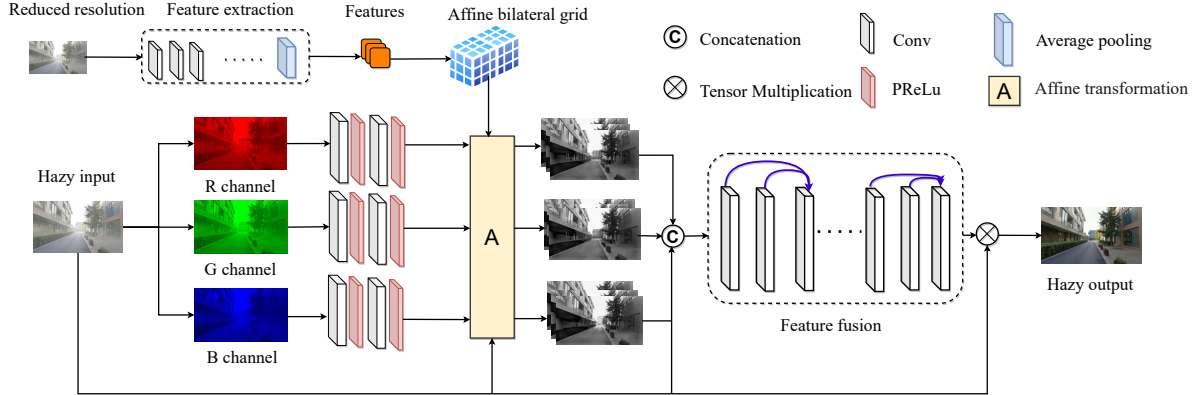 Reduced resolution
Feature extraction
Features
Affine bilateral grid
C Concatenation
Conv
Average pooling
Tensor Multiplication
PReLu
A Affine transformation
Hazy input
R channel
G channel
B channel
A
C
Feature fusion
Hazy output